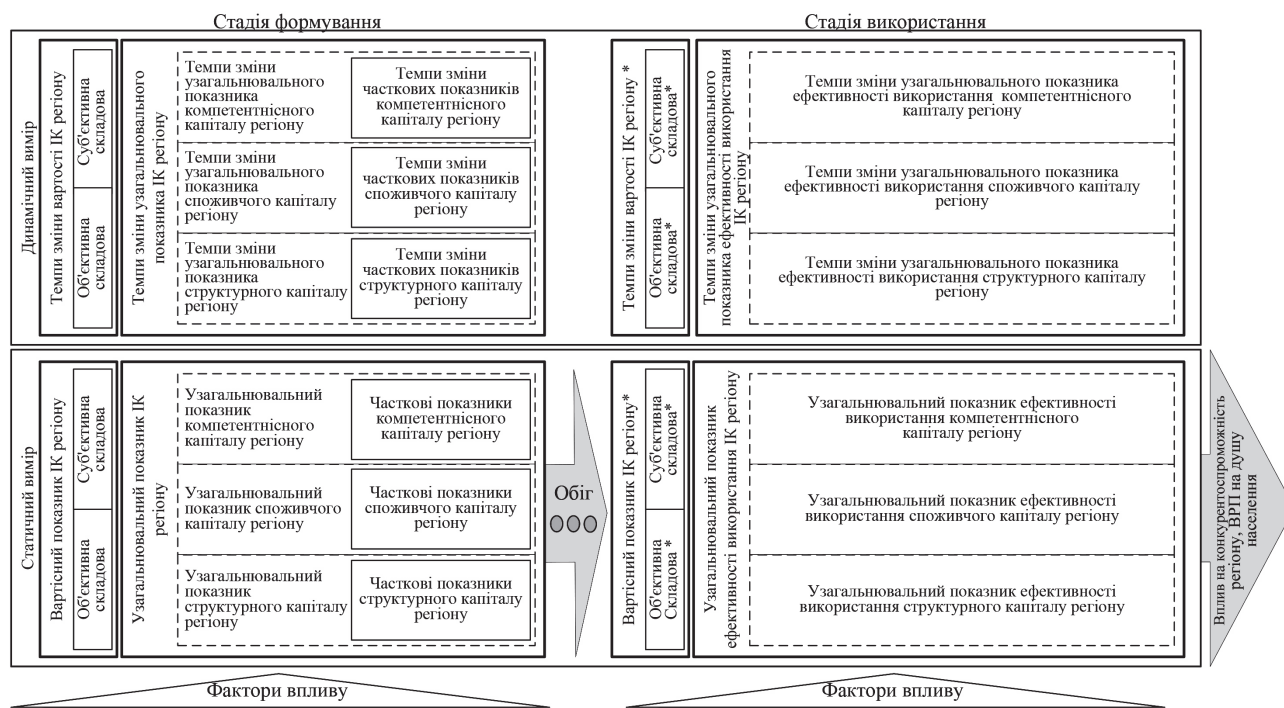 Стадія формування
Стадія використання
Динамічний вимір
Темпи зміни вартості ІК регіону
Суб'єктивна
складова
Об'єктивна
складова
Темпи зміни узагальнювального
показника ІК регіону
Темпи зміни
узагальнювального
показника
компетентнісного
капіталу регіону
Темпи зміни
часткових показників
компетентнісного
капіталу регіону
Темпи зміни
узагальнювального
показника
споживчого капіталу
регіону
Темпи зміни
часткових показників
споживчого капіталу
регіону
Темпи зміни
узагальнювального
показника
структурного капіталу
регіону
Темпи зміни
часткових показників
структурного капіталу
регіону
Темпи зміни вартості ІК регіону *
Суб'єктивна
складова*
Об'єктивна
складова*
Темпи зміни узагальнювального
показника ефективності використання
ІК регіону
Темпи зміни узагальнювального показника
ефективності використання компетентнісного
капіталу регіону
Темпи зміни узагальнювального показника
ефективності використання споживчого капіталу
регіону
Темпи зміни узагальнювального показника
ефективності використання структурного капіталу
регіону
Статичний вимір
Вартісний показник ІК регіону
Суб'єктивна
складова
Об'єктивна
складова
Узагальнювальний показник ІК
регіону
Узагальнювальний
показник
компетентнісного
капіталу регіону
Часткові показники
компетентнісного
капіталу регіону
Узагальнювальний
показник споживчого
капіталу регіону
Часткові показники
споживчого капіталу
регіону
Узагальнювальний
показник
структурного капіталу
регіону
Часткові показники
структурного капіталу
регіону
Обіг
Вартісний показник ІК регіону*
Суб'єктивна
складова*
Об'єктивна
Складова*
Узагальнювальний показник
ефективності використання ІК регіону
Узагальнювальний показник ефективності
використання компетентнісного
капіталу регіону
Узагальнювальний показник ефективності
використання споживчого капіталу регіону
Узагальнювальний показник ефективності
використання структурного капіталу регіону
Вплив на конкурентоспроможність
регіону, ВРП на душу
населення
Фактори впливу
Фактори впливу